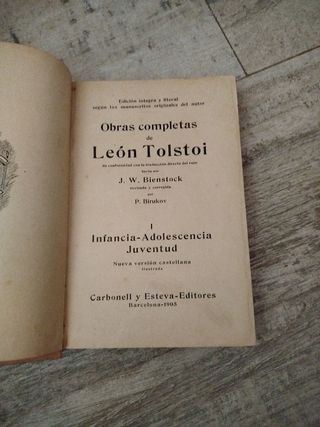 Edición íntegra y literal
según los manuscritos originales del autor
Obras completas
de
León Tolstoi
de conformidad con la traducción directa del ruso
hecha por
J. W. Bienstock
revisada y corregida
por
P. Birukov
I
Infancia-Adolescencia
Juventud
Nueva versión castellana
ilustrada
Carbonell y Esteva-Editores
Barcelona-1905